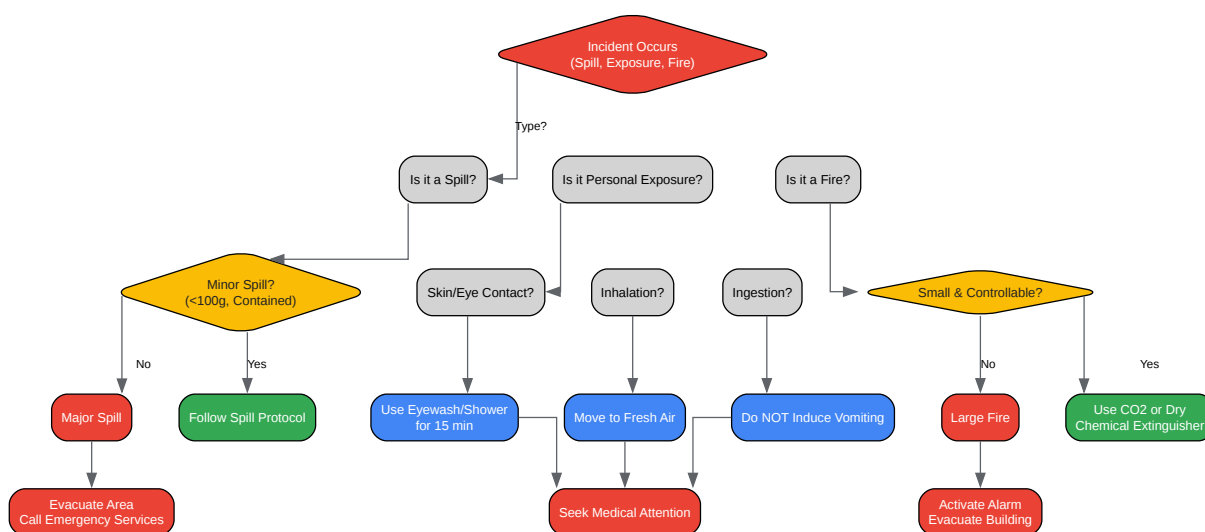 Incident Occurs
(Spill, Exposure, Fire)
Type?
Is it a Spill?
Is it Personal Exposure?
Is it a Fire?
Minor Spill?
(<100g, Contained)
Skin/Eye Contact?
Inhalation?
Ingestion?
Small & Controllable?
No
Yes
No
Yes
Major Spill
Follow Spill Protocol
Use Eyewash/Shower
for 15 min
Move to Fresh Air
Do NOT Induce Vomiting
Large Fire
Use CO2 or Dry
Chemical Extinguisher
Evacuate Area
Call Emergency Services
Seek Medical Attention
Activate Alarm
Evacuate Building